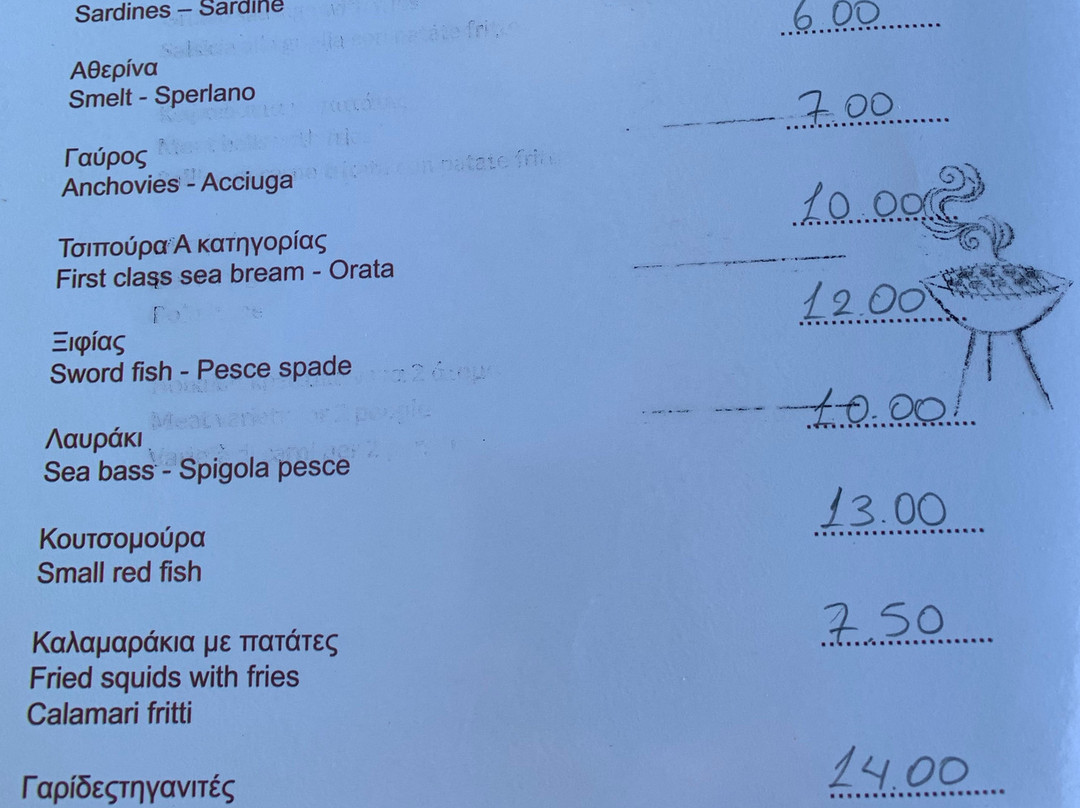 Sardines – Sardine
6.00
Αθερίνα
Smelt - Sperlano
7.00
Γαύρος
Anchovies - Acciuga
10.00
Τσιπούρα Α κατηγορίας
First class sea bream - Orata
12.00
Ξιφίας
Sword fish - Pesce spade
10.00
Λαυράκι
Sea bass - Spigola pesce
13.00
Κουτσομούρα
Small red fish
7.50
Καλαμαράκια με πατάτες
Fried squids with fries
Calamari fritti
14.00
Γαρίδεςτηγανιτές